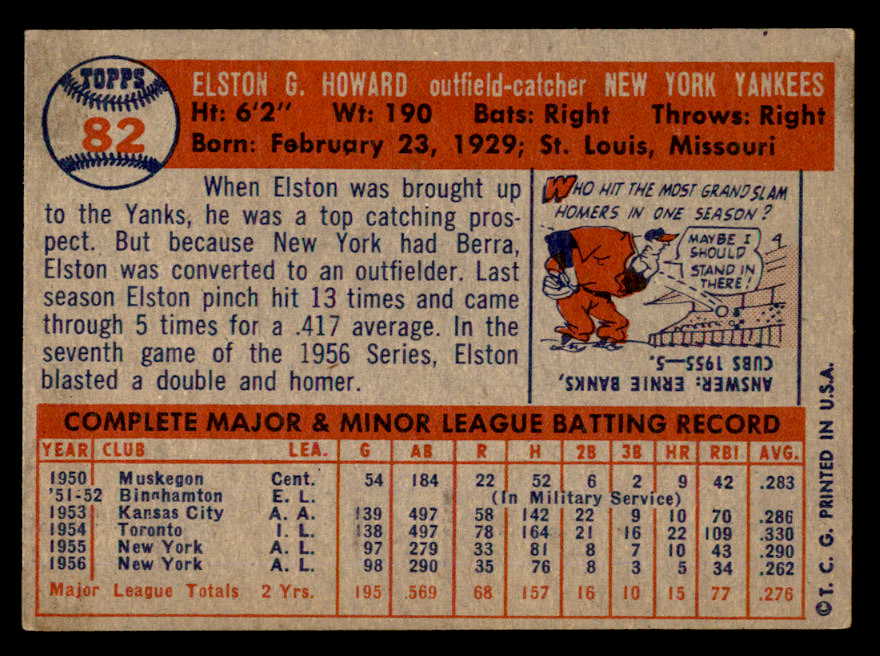 TOPPS
82
ELSTON G. HOWARD outfield-catcher NEW YORK YANKEES
Ht: 6'2" Wt: 190 Bats: Right Throws: Right
Born: February 23, 1929; St. Louis, Missouri
When Elston was brought up
to the Yanks, he was a top catching pros-
pect. But because New York had Berra,
Elston was converted to an outfielder. Last
season Elston pinch hit 13 times and came
through 5 times for a .417 average. In the
seventh game of the 1956 Series, Elston
blasted a double and homer.
WHO HIT THE MOST GRANDSLAM
HOMERS IN ONE SEASON?
MAYBE I
SHOULD
STAND IN
THERE!
ANSWER: ERNIE BANKS,
CUBS 1955—5.
COMPLETE MAJOR & MINOR LEAGUE BATTING RECORD
YEAR CLUB LEA. G AB R H 2B 3B HR RBI AVG.
1950 Muskegon Cent. 54 184 22 52 6 2 9 42 .283
'51-52 Binghamton E. L. (In Military Service)
1953 Kansas City A. A. 139 497 58 142 22 9 10 70 .286
1954 Toronto I. L. 138 497 78 164 21 16 22 109 .330
1955 New York A. L. 97 279 33 81 8 7 10 43 .290
1956 New York A. L. 98 290 35 76 8 3 5 34 .262
Major League Totals 2 Yrs. 195 .569 68 157 16 10 15 77 .276
©T. C. G. PRINTED IN U.S.A.